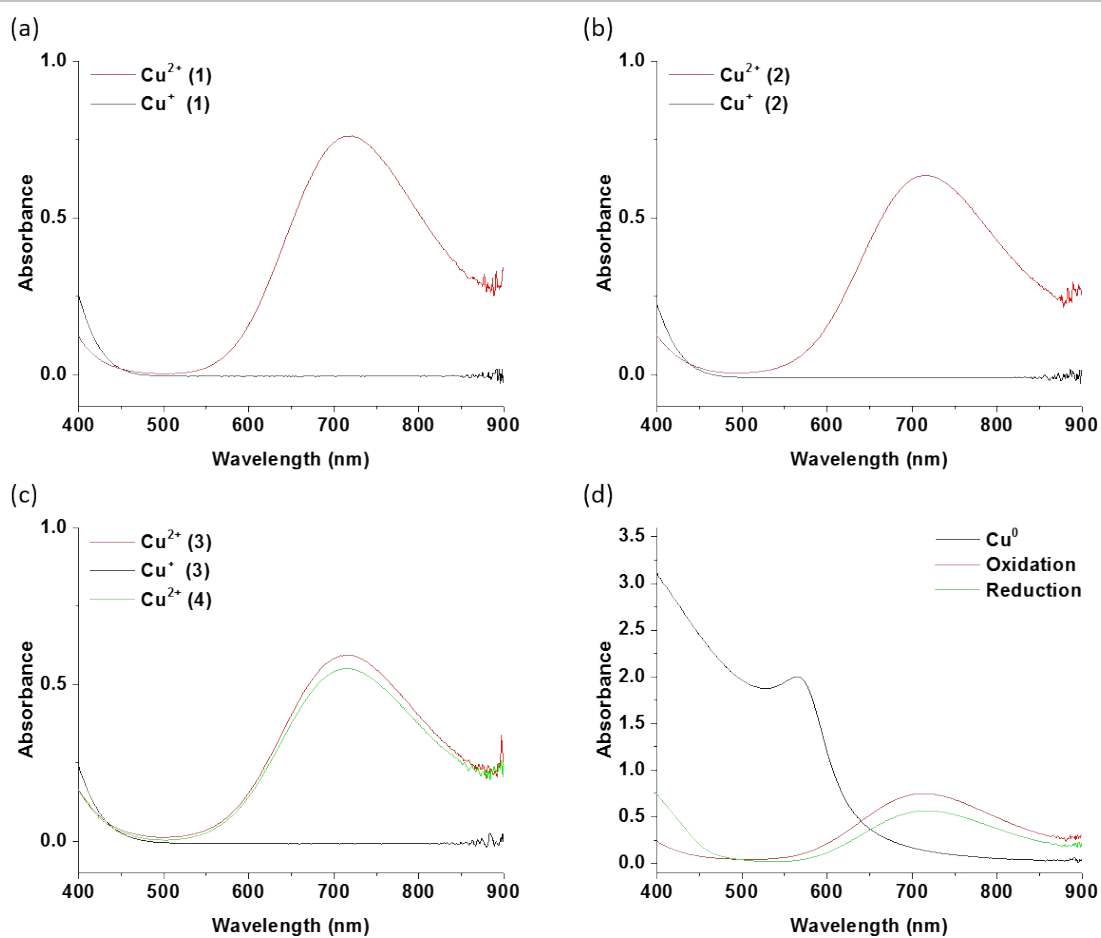 (a)
1.0
Cu²⁺ (1)
Cu⁺ (1)
Absorbance
0.5
0.0
400 500 600 700 800 900
Wavelength (nm)
(b)
1.0
Cu²⁺ (2)
Cu⁺ (2)
Absorbance
0.5
0.0
400 500 600 700 800 900
Wavelength (nm)
(c)
1.0
Cu²⁺ (3)
Cu⁺ (3)
Cu²⁺ (4)
Absorbance
0.5
0.0
400 500 600 700 800 900
Wavelength (nm)
(d)
3.5
3.0
2.5
2.0
1.5
1.0
0.5
0.0
Cu⁰
Oxidation
Reduction
Absorbance
400 500 600 700 800 900
Wavelength (nm)